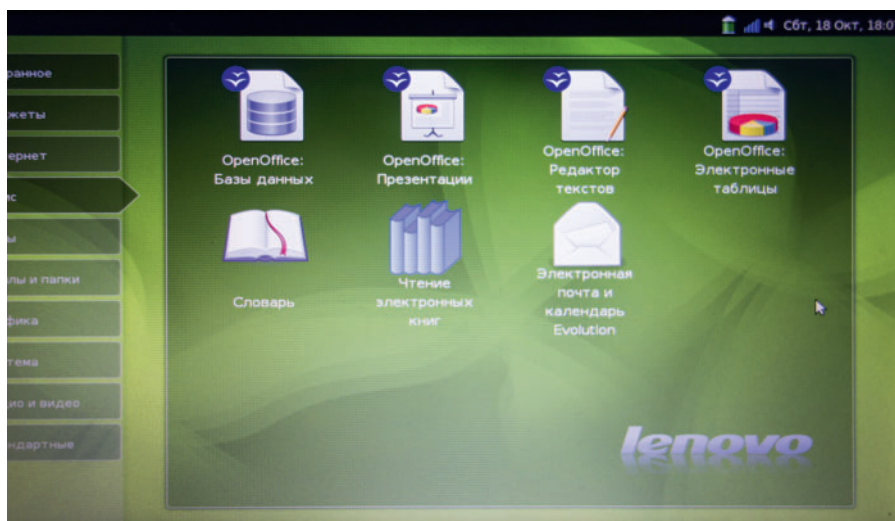 Сбт, 18 Окт, 18:0
ранное
жеты
ернет
с
ы
лы и папки
фика
тема
ио и видео
ндартные
OpenOffice:
Базы данных
OpenOffice:
Презентации
OpenOffice:
Редактор
текстов
OpenOffice:
Электронные
таблицы
Словарь
Чтение
электронных
книг
Электронная
почта и
календарь
Evolution
lenovo